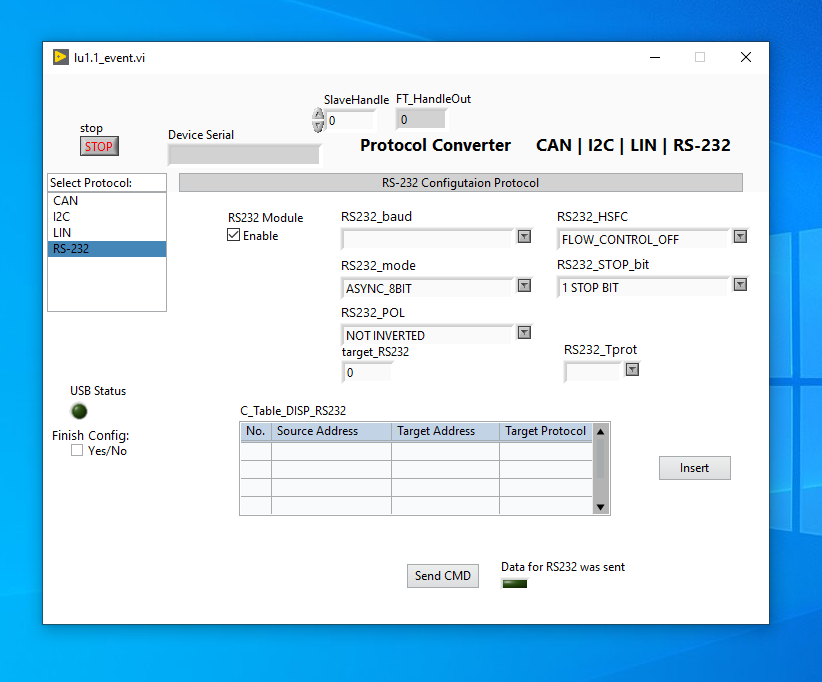 lu1.1_event.vi
SlaveHandle FT_HandleOut
0 0
stop
STOP
Device Serial
Protocol Converter CAN | I2C | LIN | RS-232
Select Protocol:
CAN
I2C
LIN
RS-232
RS-232 Configutaion Protocol
RS232 Module
Enable
RS232_baud
RS232_HSFC
FLOW_CONTROL_OFF
RS232_mode
ASYNC_8BIT
RS232_STOP_bit
1 STOP BIT
RS232_POL
NOT INVERTED
target_RS232
0
RS232_Tprot
USB Status
Finish Config:
Yes/No
C_Table_DISP_RS232
No. Source Address Target Address Target Protocol
Insert
Send CMD
Data for RS232 was sent